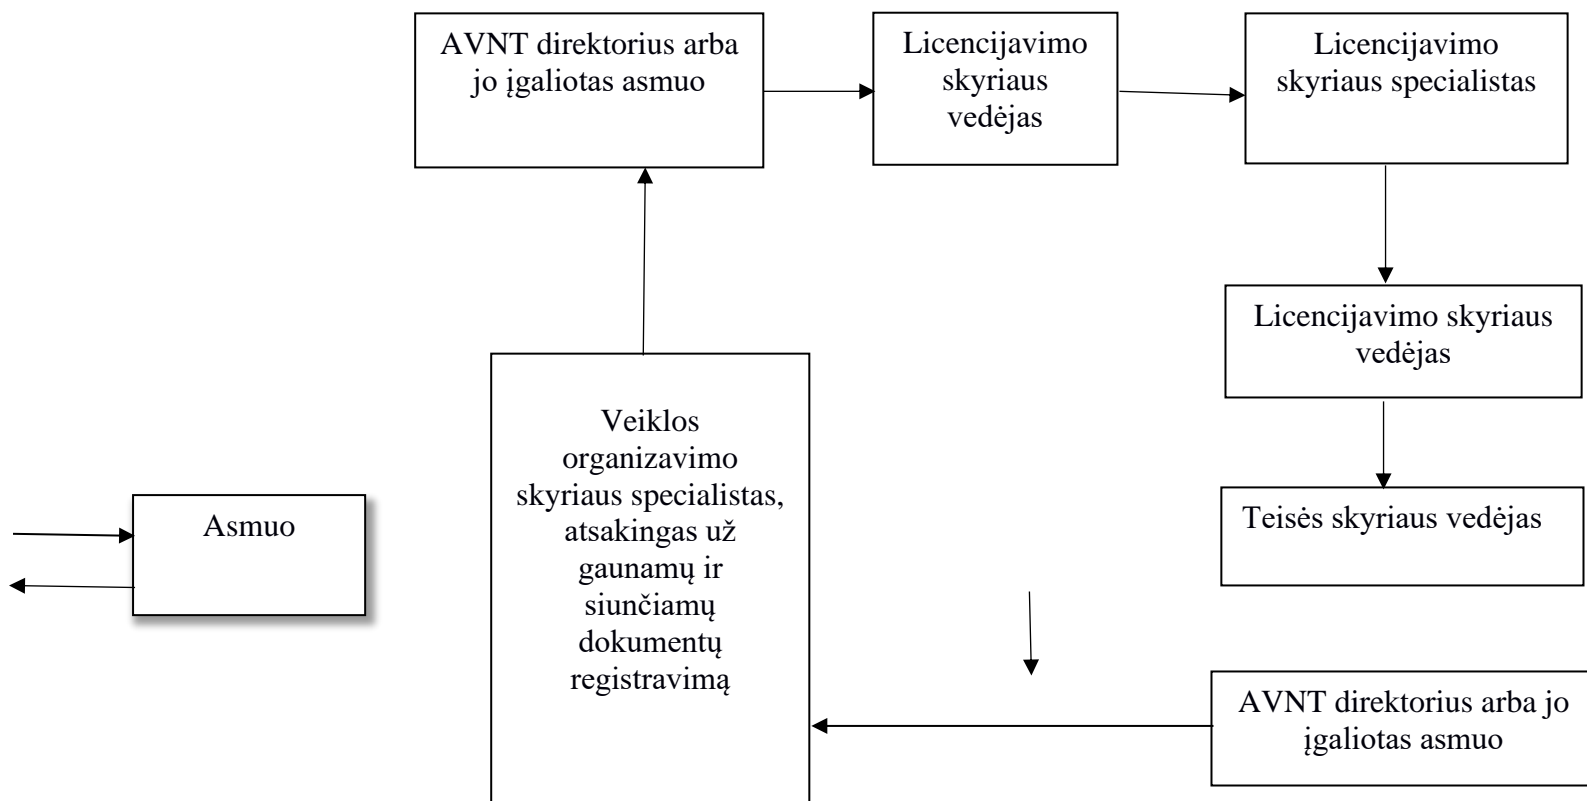 AVNT direktorius arba
jo įgaliotas asmuo
Licencijavimo
skyriaus
vedėjas
Licencijavimo
skyriaus specialistas
Licencijavimo skyriaus
vedėjas
Veiklos
organizavimo
skyriaus specialistas,
atsakingas už
gaunamų ir
siunčiamų
dokumentų
registravimą
Asmuo
Teisės skyriaus vedėjas
AVNT direktorius arba jo
įgaliotas asmuo